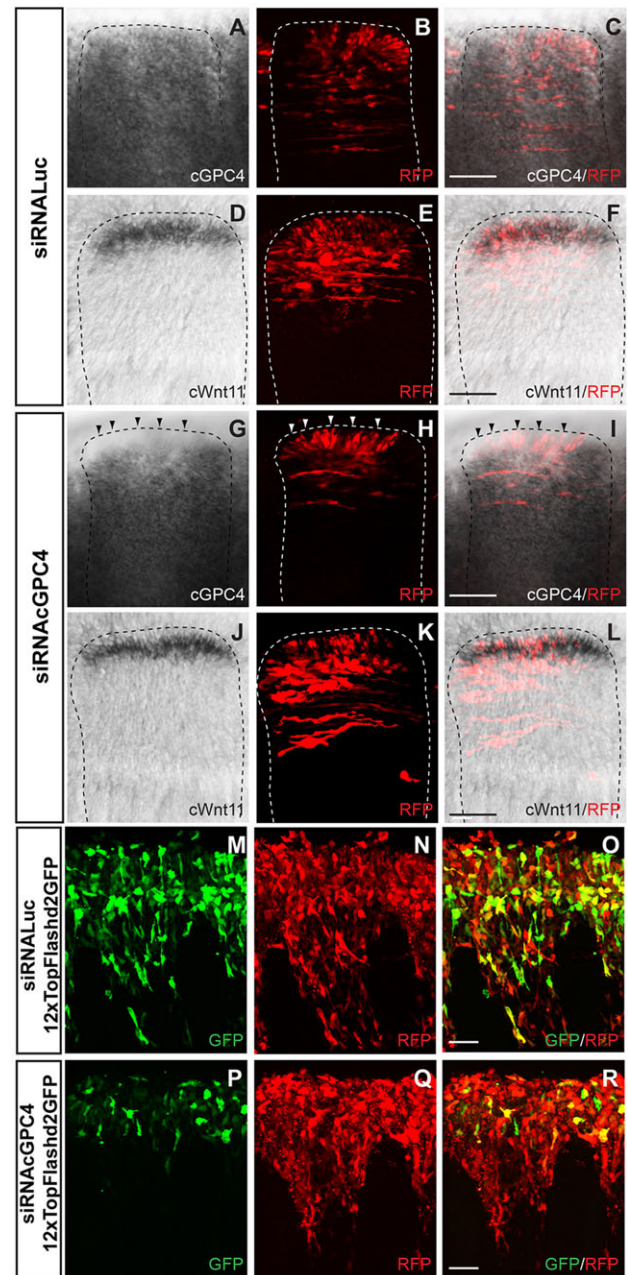 siRNALuc
A
B
C
cGPC4
RFP
cGPC4/RFP
D
E
F
cWnt11
RFP
cWnt11/RFP
siRNAcGPC4
G
H
I
cGPC4
RFP
cGPC4/RFP
J
K
L
cWnt11
RFP
cWnt11/RFP
siRNALuc
12xTopFlashd2GFP
M
N
O
GFP
RFP
GFP/RFP
siRNAcGPC4
12xTopFlashd2GFP
P
Q
R
GFP
RFP
GFP/RFP